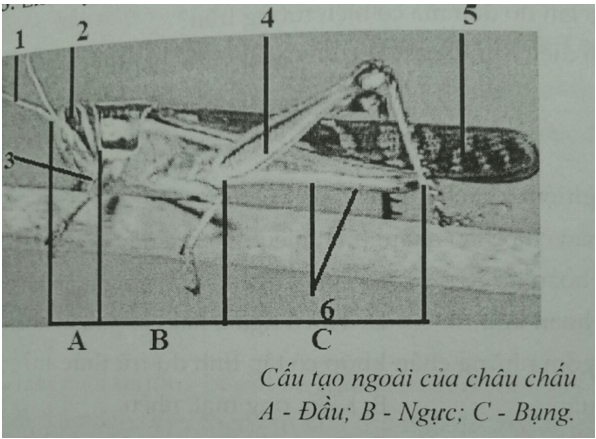 1
2
4
5
3
6
A
B
C
Cấu tạo ngoài của châu chấu
A - Đầu; B - Ngực; C - Bụng.